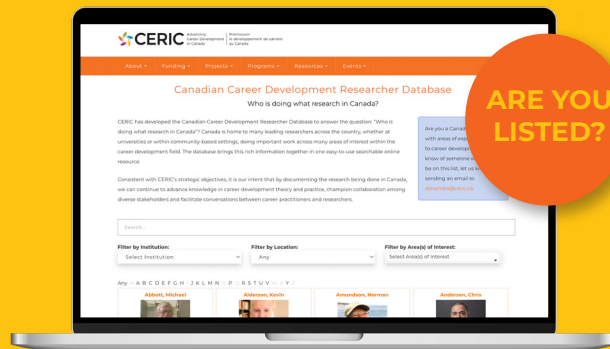 CERIC Advancing Career Development in Canada
Promouvoir le développement de carrière au Canada
About Funding Projects Programs Resources Events
Canadian Career Development Researcher Database
Who is doing what research in Canada?
CERIC has developed the Canadian Career Development Researcher Database to answer the question: "Who is
doing what research in Canada"? Canada is home to many leading researchers across the country, whether at
universities or within community-based settings, doing important work across many areas of interest within the
career development field. The database brings this rich information together in one easy-to-use searchable online
resource.
Consistent with CERIC's strategic objectives, it is our intent that by documenting the research being done in Canada,
we can continue to advance knowledge in career development theory and practice, champion collaboration among
diverse stakeholders and facilitate conversations between career practitioners and researchers.
Are you a
with areas of
to career
know of someone
be on this list, let us
sending an email to
ARE YOU
LISTED?
Search...
Filter by Institution: Filter by Location: Filter by Area(s) of Interest:
Select Institution Any Select Area(s) of Interest
Any A B C D E F G H J K L M N P R S T U V W Y
Abbott, Michael Alderson, Kevin Amundson, Norman Andersen, Chris